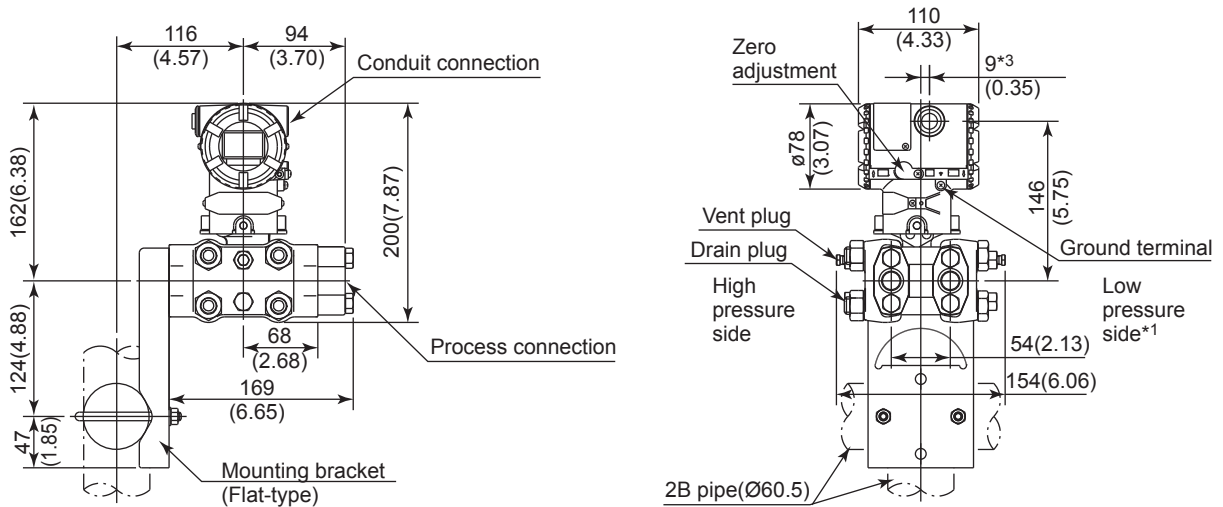 116
(4.57)
94
(3.70)
Conduit connection
162(6.38)
200(7.87)
124(4.88)
68
(2.68)
Process connection
169
(6.65)
47
(1.85)
Mounting bracket
(Flat-type)
110
(4.33)
Zero
adjustment
9*3
(0.35)
ø78
(3.07)
146
(5.75)
Vent plug
Drain plug
Ground terminal
High
pressure
side
Low
pressure
side*1
54(2.13)
154(6.06)
2B pipe(Ø60.5)